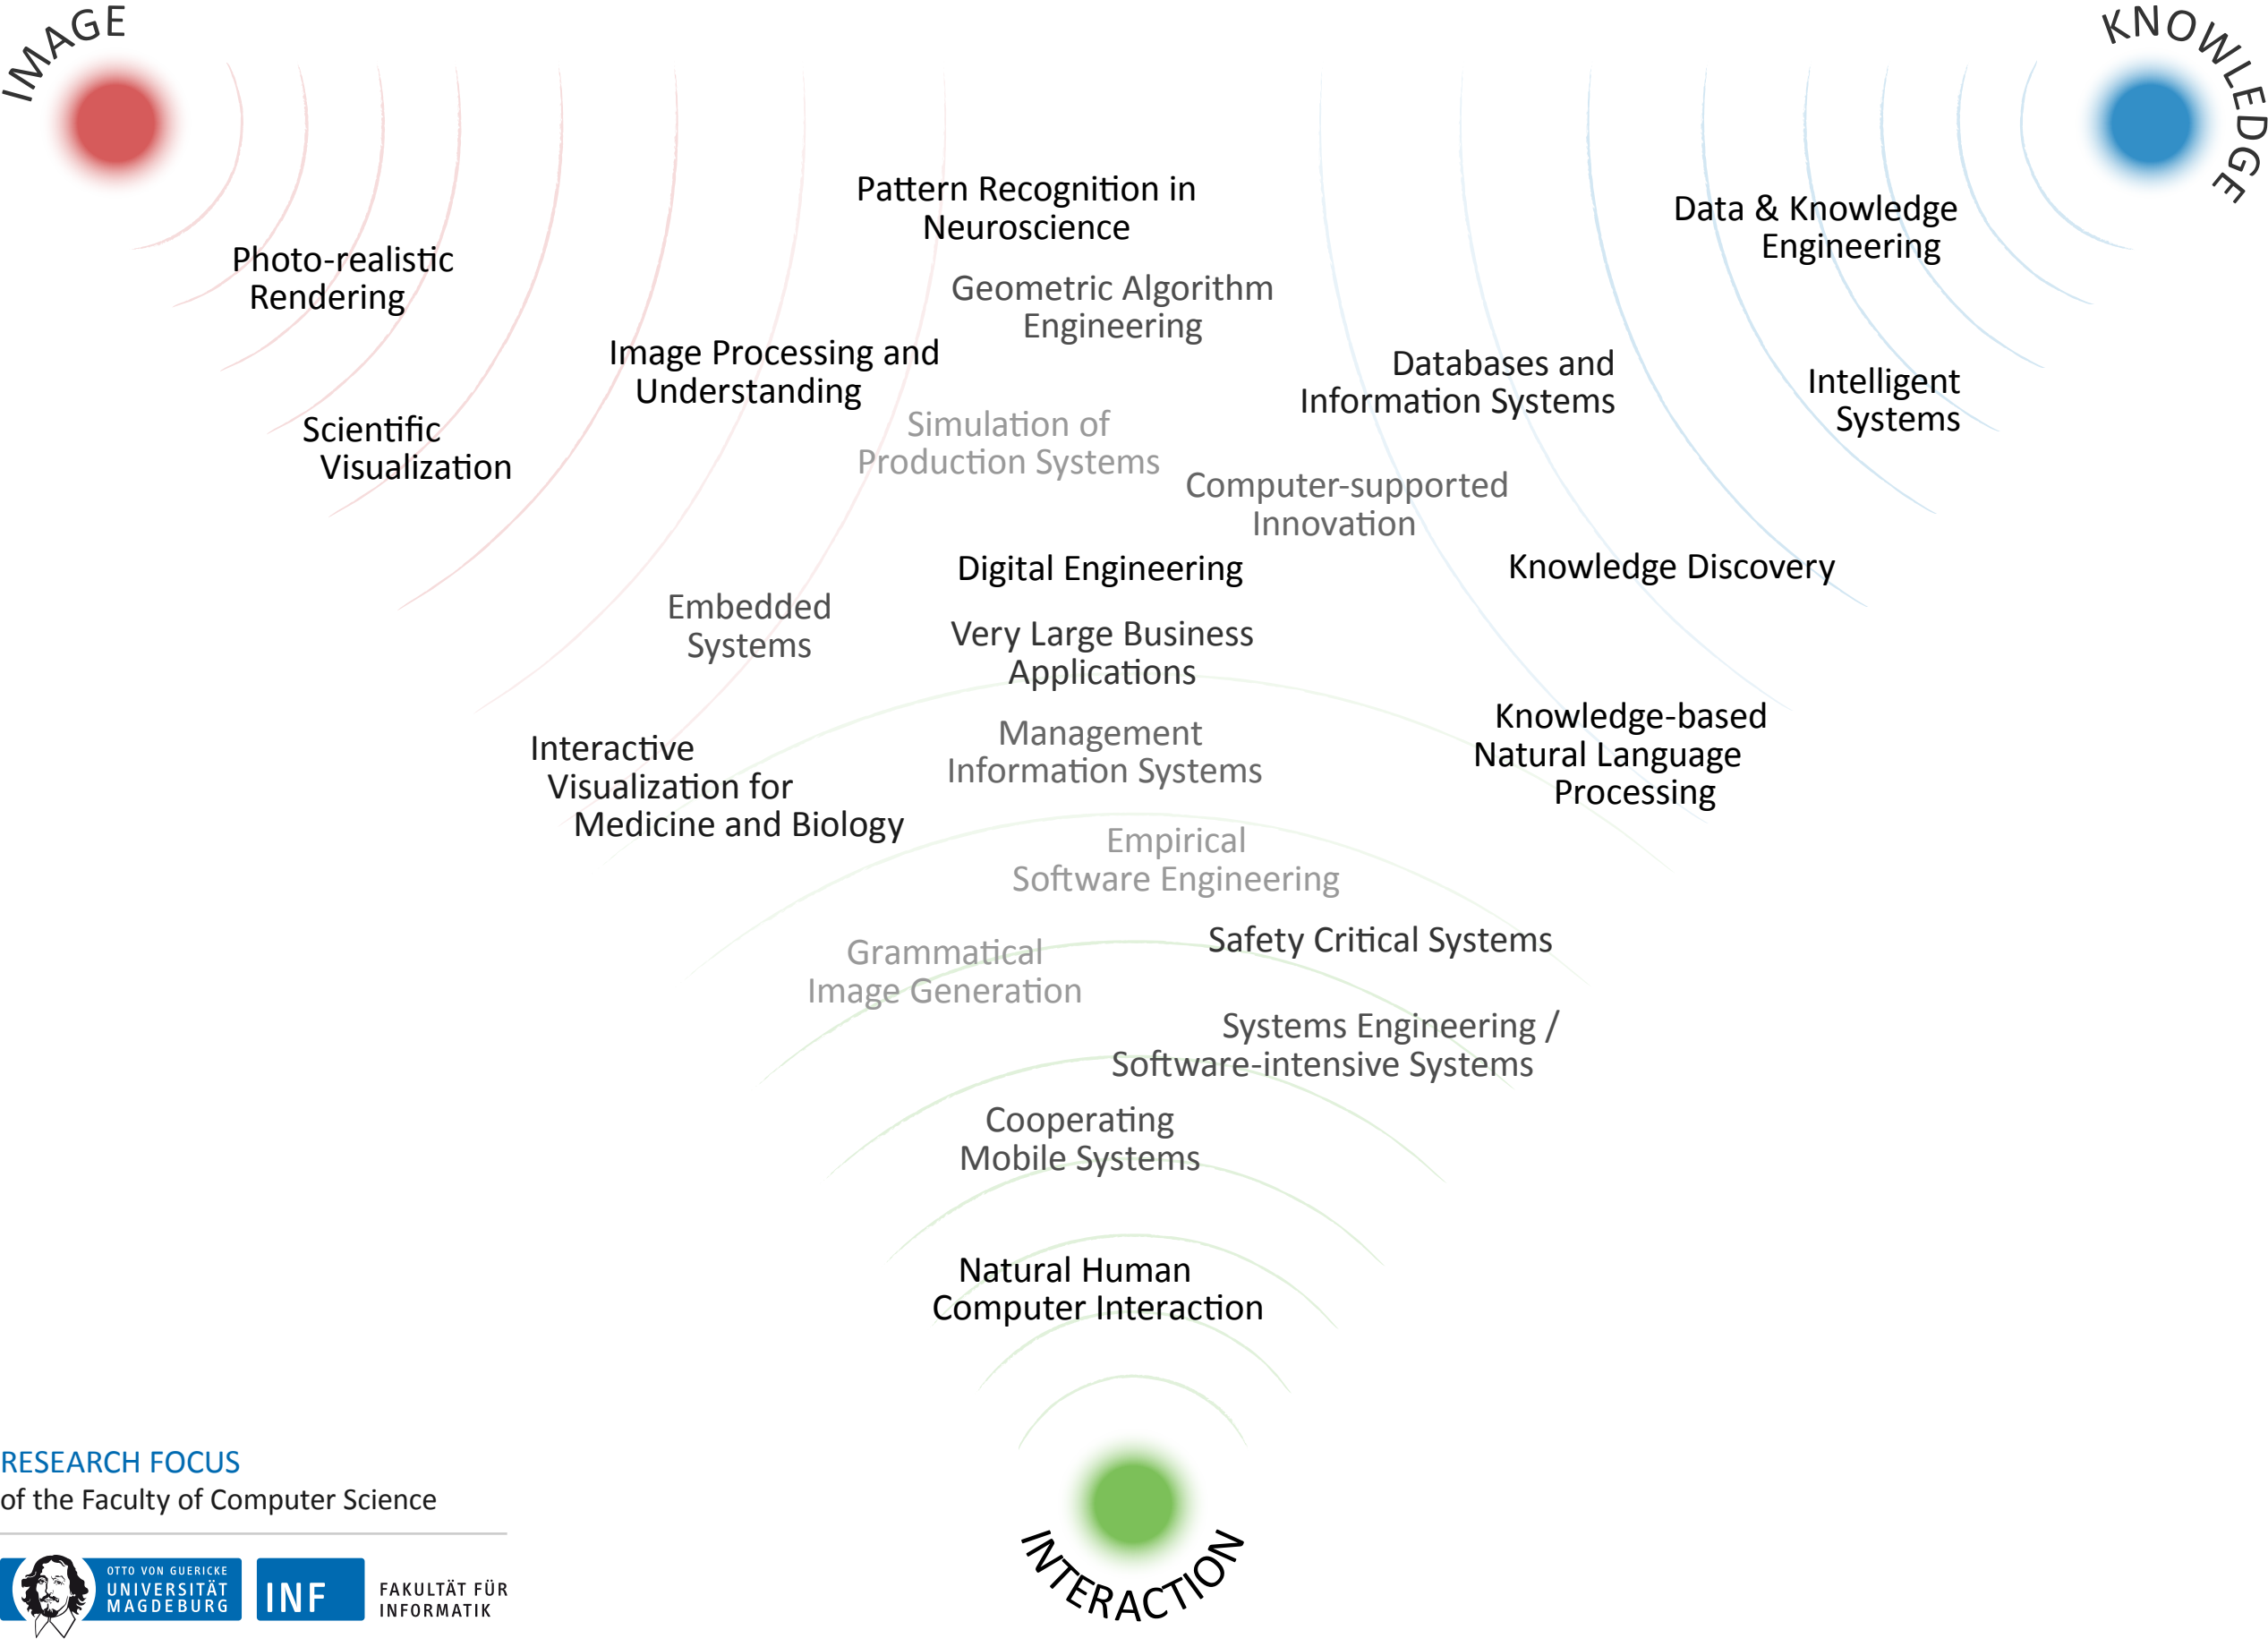 IMAGE
KNOWLEDGE
Pattern Recognition in
Neuroscience
Data & Knowledge
Engineering
Photo-realistic
Rendering
Geometric Algorithm
Engineering
Image Processing and
Understanding
Databases and
Information Systems
Intelligent
Systems
Scientific
Visualization
Simulation of
Production Systems
Computer-supported
Innovation
Digital Engineering
Knowledge Discovery
Embedded
Systems
Very Large Business
Applications
Knowledge-based
Natural Language
Processing
Interactive
Visualization for
Medicine and Biology
Management
Information Systems
Empirical
Software Engineering
Safety Critical Systems
Grammatical
Image Generation
Systems Engineering /
Software-intensive Systems
Cooperating
Mobile Systems
Natural Human
Computer Interaction
INTERACTION
RESEARCH FOCUS
of the Faculty of Computer Science
OTTO VON GUERICKE
UNIVERSITÄT
MAGDEBURG
INF
FAKULTÄT FÜR
INFORMATIK